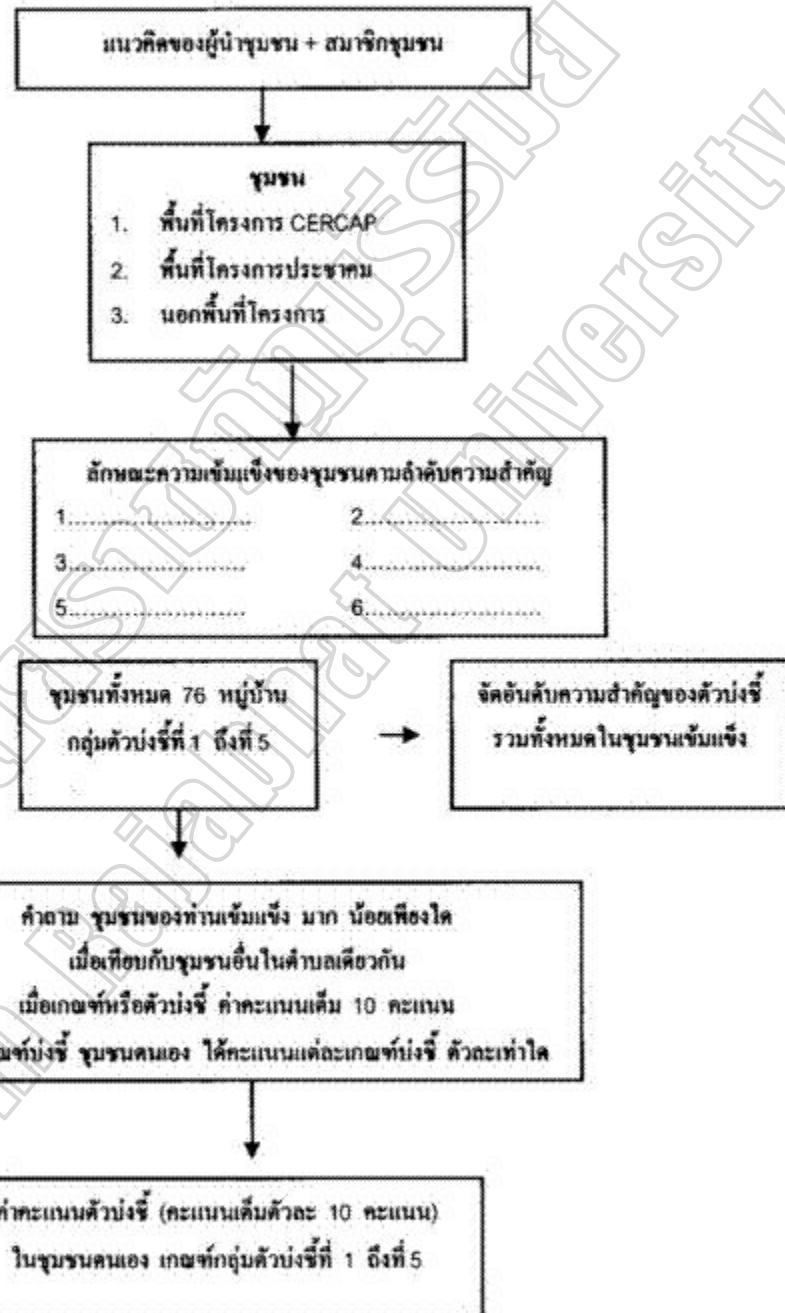 แนวคิดของผู้นำชุมชน + สมาชิกชุมชน
ชุมชน
1. พื้นที่โครงการ CERCAP
2. พื้นที่โครงการประชาคม
3. นอกพื้นที่โครงการ
ลักษณะความเข้มแข็งของชุมชนตามลำดับความสำคัญ
1........................ 2........................
3........................ 4........................
5........................ 6........................
ชุมชนทั้งหมด 76 หมู่บ้าน
กลุ่มตัวบ่งชี้ที่ 1 ถึงที่ 5
จัดอันดับความสำคัญของตัวบ่งชี้
รวมทั้งหมดในชุมชนเข้มแข็ง
คำถาม ชุมชนของท่านเข้มแข็ง มาก น้อยเพียงใด
เมื่อเทียบกับชุมชนอื่นในตำบลเดียวกัน
เมื่อเกณฑ์หรือตัวบ่งชี้ ค่าคะแนนเต็ม 10 คะแนน
ณฑ์บ่งชี้ ชุมชนตนเอง ได้คะแนนแต่ละเกณฑ์บ่งชี้ ตัวละเท่าใด
ค่าคะแนนตัวบ่งชี้ (คะแนนเต็มตัวละ 10 คะแนน)
ในชุมชนตนเอง เกณฑ์กลุ่มตัวบ่งชี้ที่ 1 ถึงที่ 5
Rajabhat University